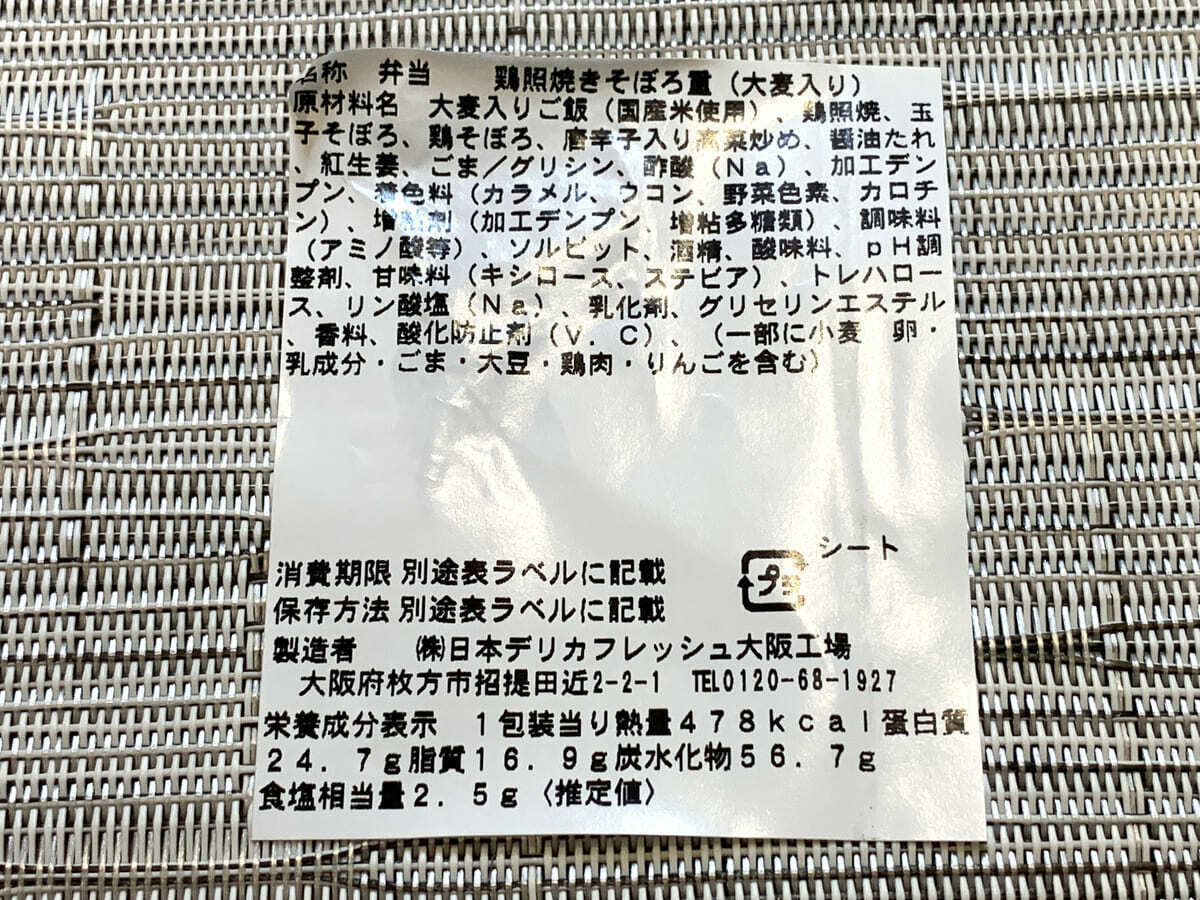 名称 弁当 鶏照焼きそぼろ重（大麦入り）
原材料名 大麦入りご飯（国産米使用）、鶏照焼、玉
子そぼろ、鶏そぼろ、唐辛子入り高菜炒め、醤油たれ
、紅生姜、ごま／グリシン、酢酸（Na）、加工デン
プン、着色料（カラメル、ウコン、野菜色素、カロチ
ン）、増粘剤（加工デンプン、増粘多糖類）、調味料
（アミノ酸等）、ソルビット、酒精、酸味料、pH調
整剤、甘味料（キシロース、ステビア）、トレハロー
ス、リン酸塩（Na）、乳化剤、グリセリンエステル
、香料、酸化防止剤（V．C）、（一部に小麦 卵・
乳成分・ごま・大豆・鶏肉・りんごを含む）
シート
プラ
消費期限 別途表ラベルに記載
保存方法 別途表ラベルに記載
製造者 ㈱日本デリカフレッシュ大阪工場
大阪府枚方市招提田近2-2-1 TEL0120-68-1927
栄養成分表示 1包装当り熱量478kcal蛋白質
24．7g脂質16．9g炭水化物56．7g
食塩相当量2．5g〈推定値〉